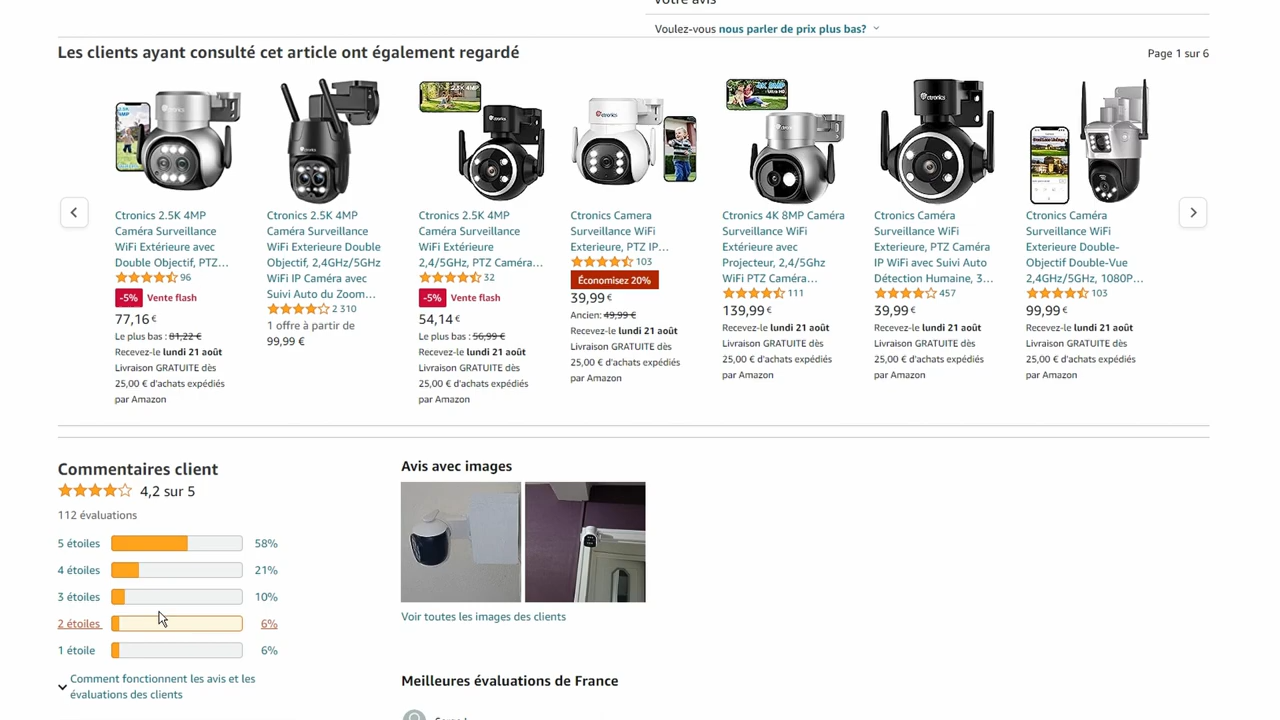 Voulez-vous nous parler de prix plus bas?
Les clients ayant consulté cet article ont également regardé
Page 1 sur 6
Ctronics 2.5K 4MP
Caméra Surveillance
WiFi Extérieure avec
Double Objectif, PTZ...
96
-5% Vente flash
77,16 €
Le plus bas : 81,22 €
Recevez-le lundi 21 août
Livraison GRATUITE dès
25,00 € d'achats expédiés
par Amazon
Ctronics 2.5K 4MP
Caméra Surveillance
WiFi Exterieure Double
Objectif, 2,4GHz/5GHz
WiFi IP Caméra avec
Suivi Auto du Zoom...
2 310
1 offre à partir de
99,99 €
Ctronics 2.5K 4MP
Caméra Surveillance
WiFi Extérieure
2,4/5GHz, PTZ Caméra...
32
-5% Vente flash
54,14 €
Le plus bas : 56,99 €
Recevez-le lundi 21 août
Livraison GRATUITE dès
25,00 € d'achats expédiés
par Amazon
Ctronics Camera
Surveillance WiFi
Exterieure, PTZ IP...
103
Économisez 20%
39,99 €
Ancien: 49,99 €
Recevez-le lundi 21 août
Livraison GRATUITE dès
25,00 € d'achats expédiés
par Amazon
Ctronics 4K 8MP Caméra
Surveillance WiFi
Extérieure avec
Projecteur, 2,4/5Ghz
WiFi PTZ Caméra...
111
139,99 €
Recevez-le lundi 21 août
Livraison GRATUITE dès
25,00 € d'achats expédiés
par Amazon
Ctronics Caméra
Surveillance WiFi
Exterieure, PTZ Caméra
IP WiFi avec Suivi Auto
Détection Humaine, 3...
457
39,99 €
Recevez-le lundi 21 août
Livraison GRATUITE dès
25,00 € d'achats expédiés
par Amazon
Ctronics Caméra
Surveillance WiFi
Exterieure Double-
Objectif Double-Vue
2,4GHz/5GHz, 1080P...
103
99,99 €
Recevez-le lundi 21 août
Livraison GRATUITE dès
25,00 € d'achats expédiés
par Amazon
Commentaires client
4,2 sur 5
112 évaluations
5 étoiles 58%
4 étoiles 21%
3 étoiles 10%
2 étoiles 6%
1 étoile 6%
Comment fonctionnent les avis et les
évaluations des clients
Avis avec images
Voir toutes les images des clients
Meilleures évaluations de France